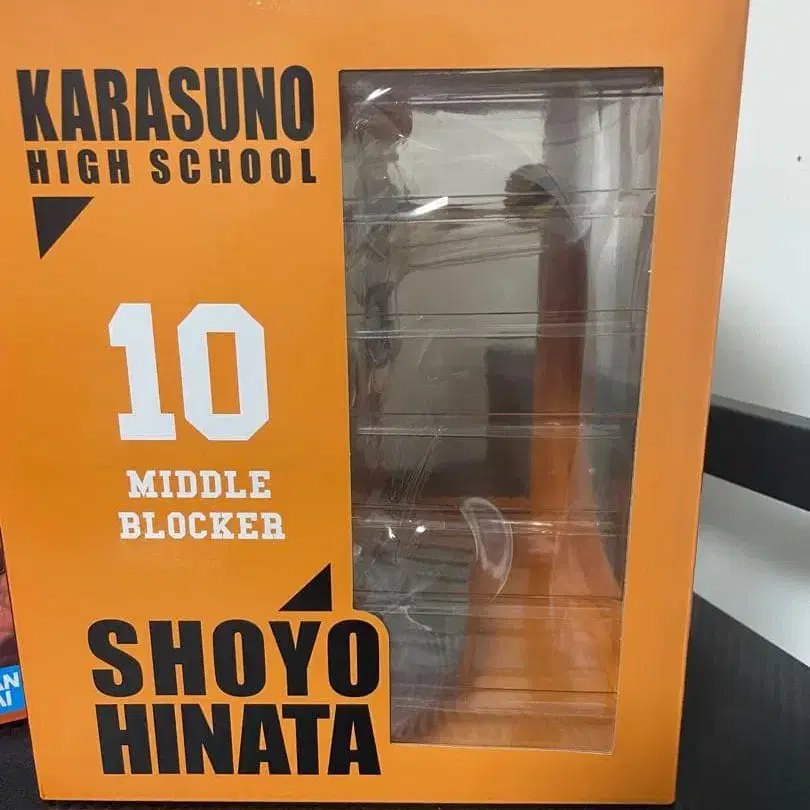 KARASUNO
HIGH SCHOOL
10
MIDDLE
BLOCKER
SHOYO
HINATA